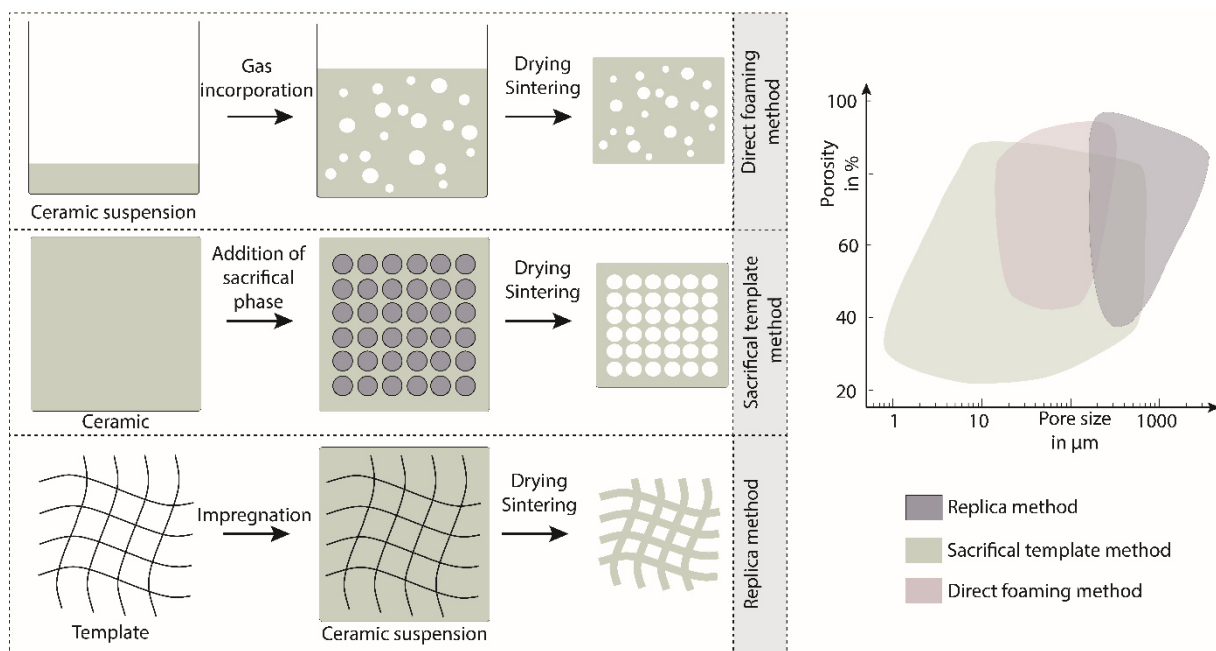 Gas
incorporation
Drying
Sintering
Ceramic suspension
Direct foaming
method
Addition of
sacrifical
phase
Drying
Sintering
Ceramic
Sacrifical template
method
Impregnation
Drying
Sintering
Template
Ceramic suspension
Replica method
Porosity
in %
100
80
60
40
20
1
10
Pore size
in µm
1000
Replica method
Sacrifical template method
Direct foaming method